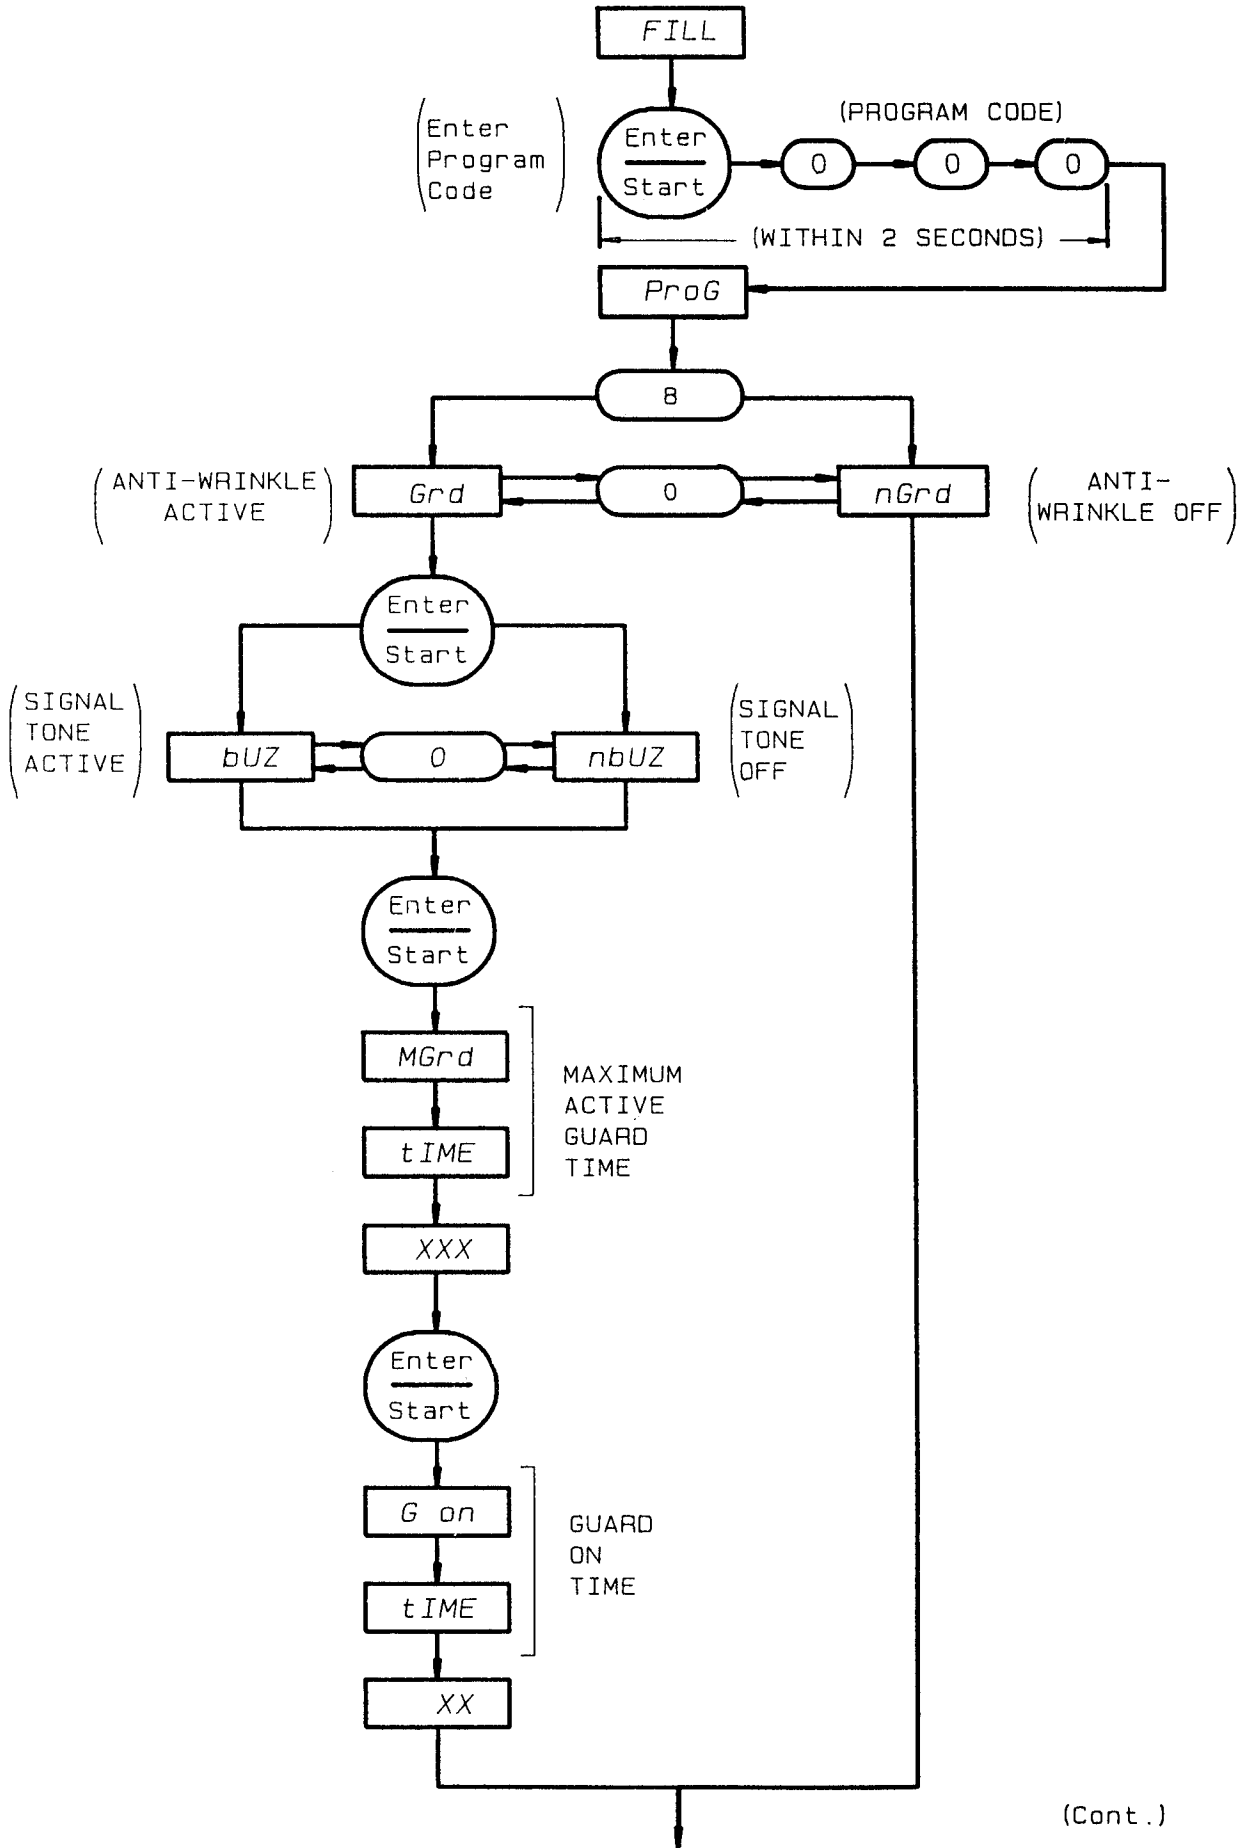 FILL
(PROGRAM CODE)
(Enter
Program
Code)
Enter
Start
0
0
0
(WITHIN 2 SECONDS)
ProG
8
(ANTI-WRINKLE
ACTIVE)
Grd
0
nGrd
(ANTI-
WRINKLE OFF)
Enter
Start
(SIGNAL
TONE
ACTIVE)
bUZ
0
nbUZ
(SIGNAL
TONE
OFF)
Enter
Start
MGrd
tIME
MAXIMUM
ACTIVE
GUARD
TIME
XXX
Enter
Start
G on
tIME
GUARD
ON
TIME
XX
(Cont.)